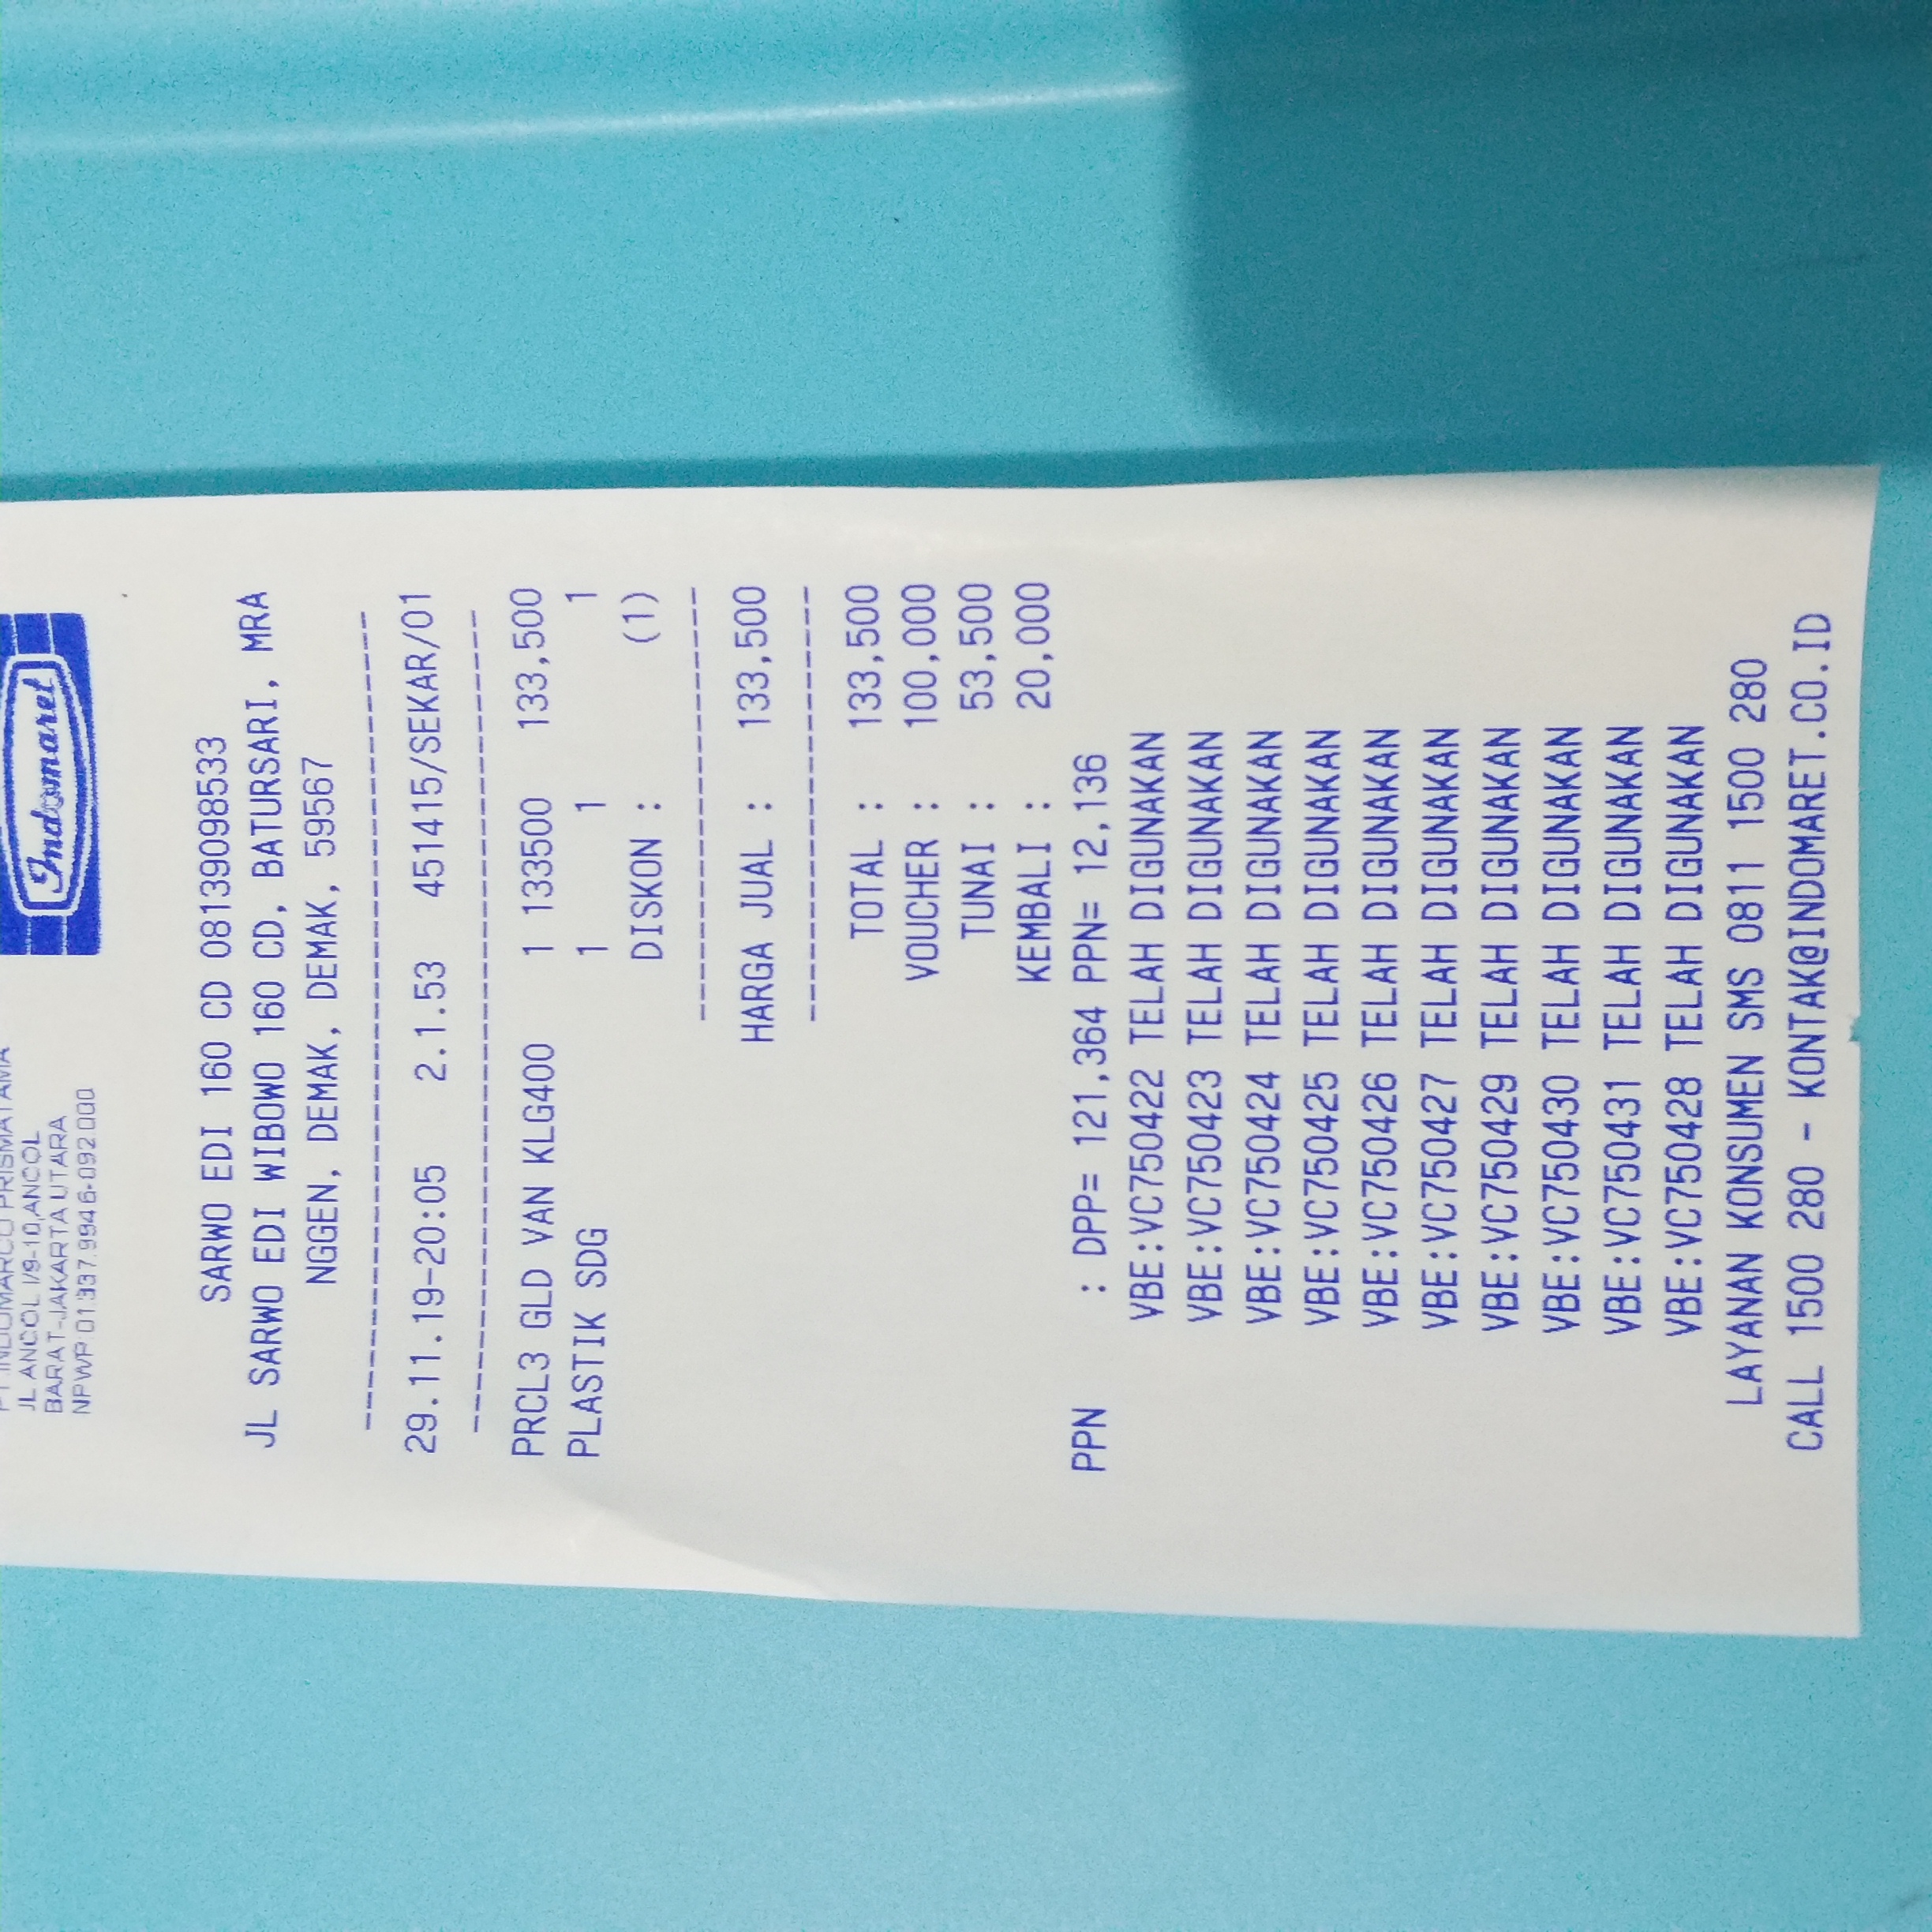 PT.INDOMARCO PRISMATAMA
JL ANCOL I/9-10,ANCOL
BARAT-JAKARTA UTARA
NPWP 01.337.994.6-092.000
Indomaret
SARWO EDI 160 CD 08139098533
JL SARWO EDI WIBOWO 160 CD, BATURSARI, MRA
NGGEN, DEMAK, DEMAK, 59567
29.11.19-20:05 2.1.53 451415/SEKAR/01
PRCL3 GLD VAN KLG400 1 133500 133,500
PLASTIK SDG 1 1 1
DISKON : (1)
HARGA JUAL : 133,500
TOTAL : 133,500
VOUCHER : 100,000
TUNAI : 53,500
KEMBALI : 20,000
PPN : DPP= 121,364 PPN= 12,136
VBE:VC750422 TELAH DIGUNAKAN
VBE:VC750423 TELAH DIGUNAKAN
VBE:VC750424 TELAH DIGUNAKAN
VBE:VC750425 TELAH DIGUNAKAN
VBE:VC750426 TELAH DIGUNAKAN
VBE:VC750427 TELAH DIGUNAKAN
VBE:VC750429 TELAH DIGUNAKAN
VBE:VC750430 TELAH DIGUNAKAN
VBE:VC750431 TELAH DIGUNAKAN
VBE:VC750428 TELAH DIGUNAKAN
LAYANAN KONSUMEN SMS 0811 1500 280
CALL 1500 280 - KONTAK@INDOMARET.CO.ID